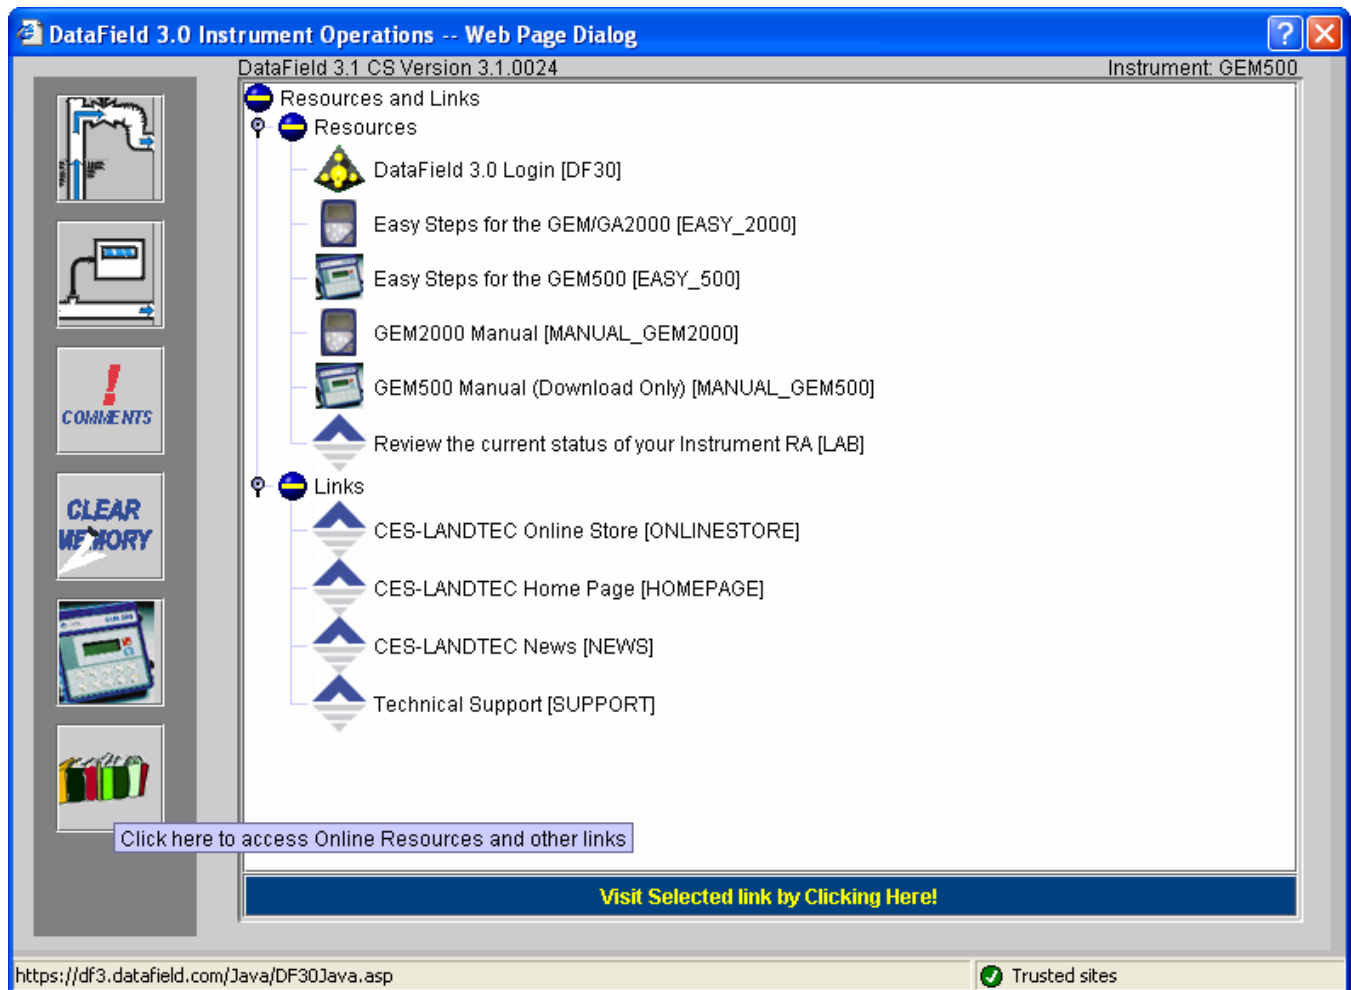 DataField 3.0 Instrument Operations -- Web Page Dialog
DataField 3.1 CS Version 3.1.0024 Instrument: GEM500
Resources and Links
Resources
DataField 3.0 Login [DF30]
Easy Steps for the GEM/GA2000 [EASY_2000]
Easy Steps for the GEM500 [EASY_500]
GEM2000 Manual [MANUAL_GEM2000]
GEM500 Manual (Download Only) [MANUAL_GEM500]
Review the current status of your Instrument RA [LAB]
Links
CES-LANDTEC Online Store [ONLINESTORE]
CES-LANDTEC Home Page [HOMEPAGE]
CES-LANDTEC News [NEWS]
Technical Support [SUPPORT]
COMMENTS
CLEAR
MEMORY
Click here to access Online Resources and other links
Visit Selected link by Clicking Here!
https://df3.datafield.com/Java/DF30Java.asp Trusted sites